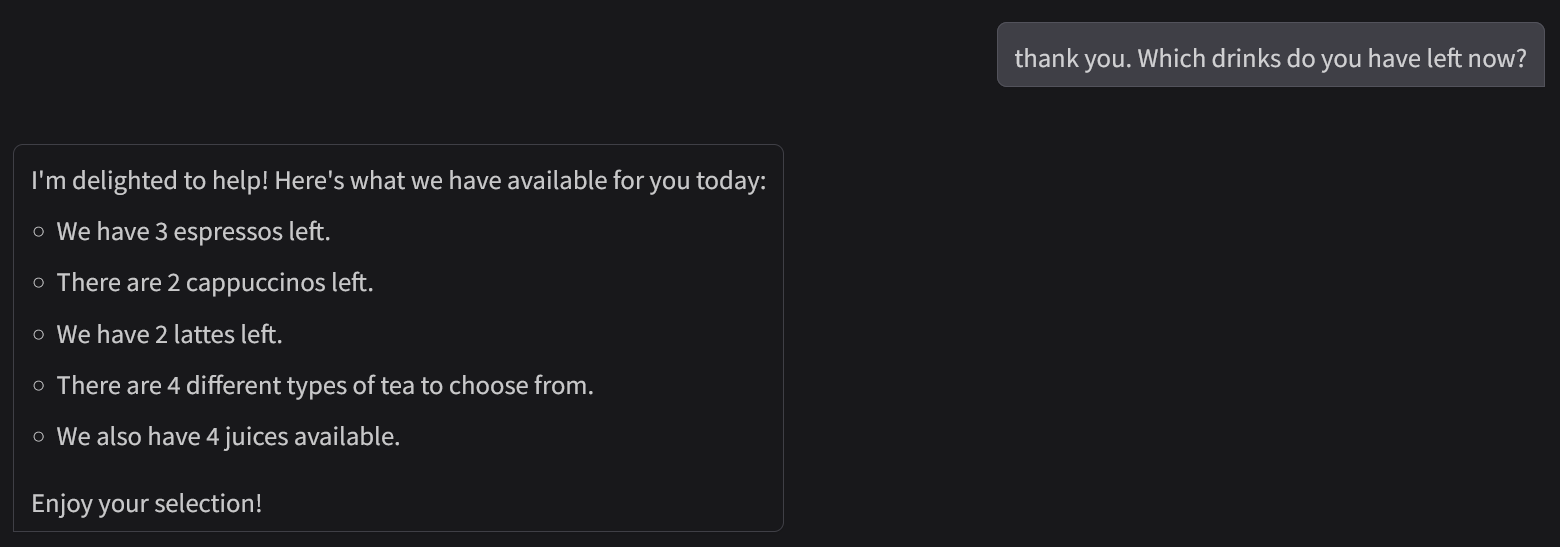 thank you. Which drinks do you have left now?
I'm delighted to help! Here's what we have available for you today:
We have 3 espressos left.
There are 2 cappuccinos left.
We have 2 lattes left.
There are 4 different types of tea to choose from.
We also have 4 juices available.
Enjoy your selection!